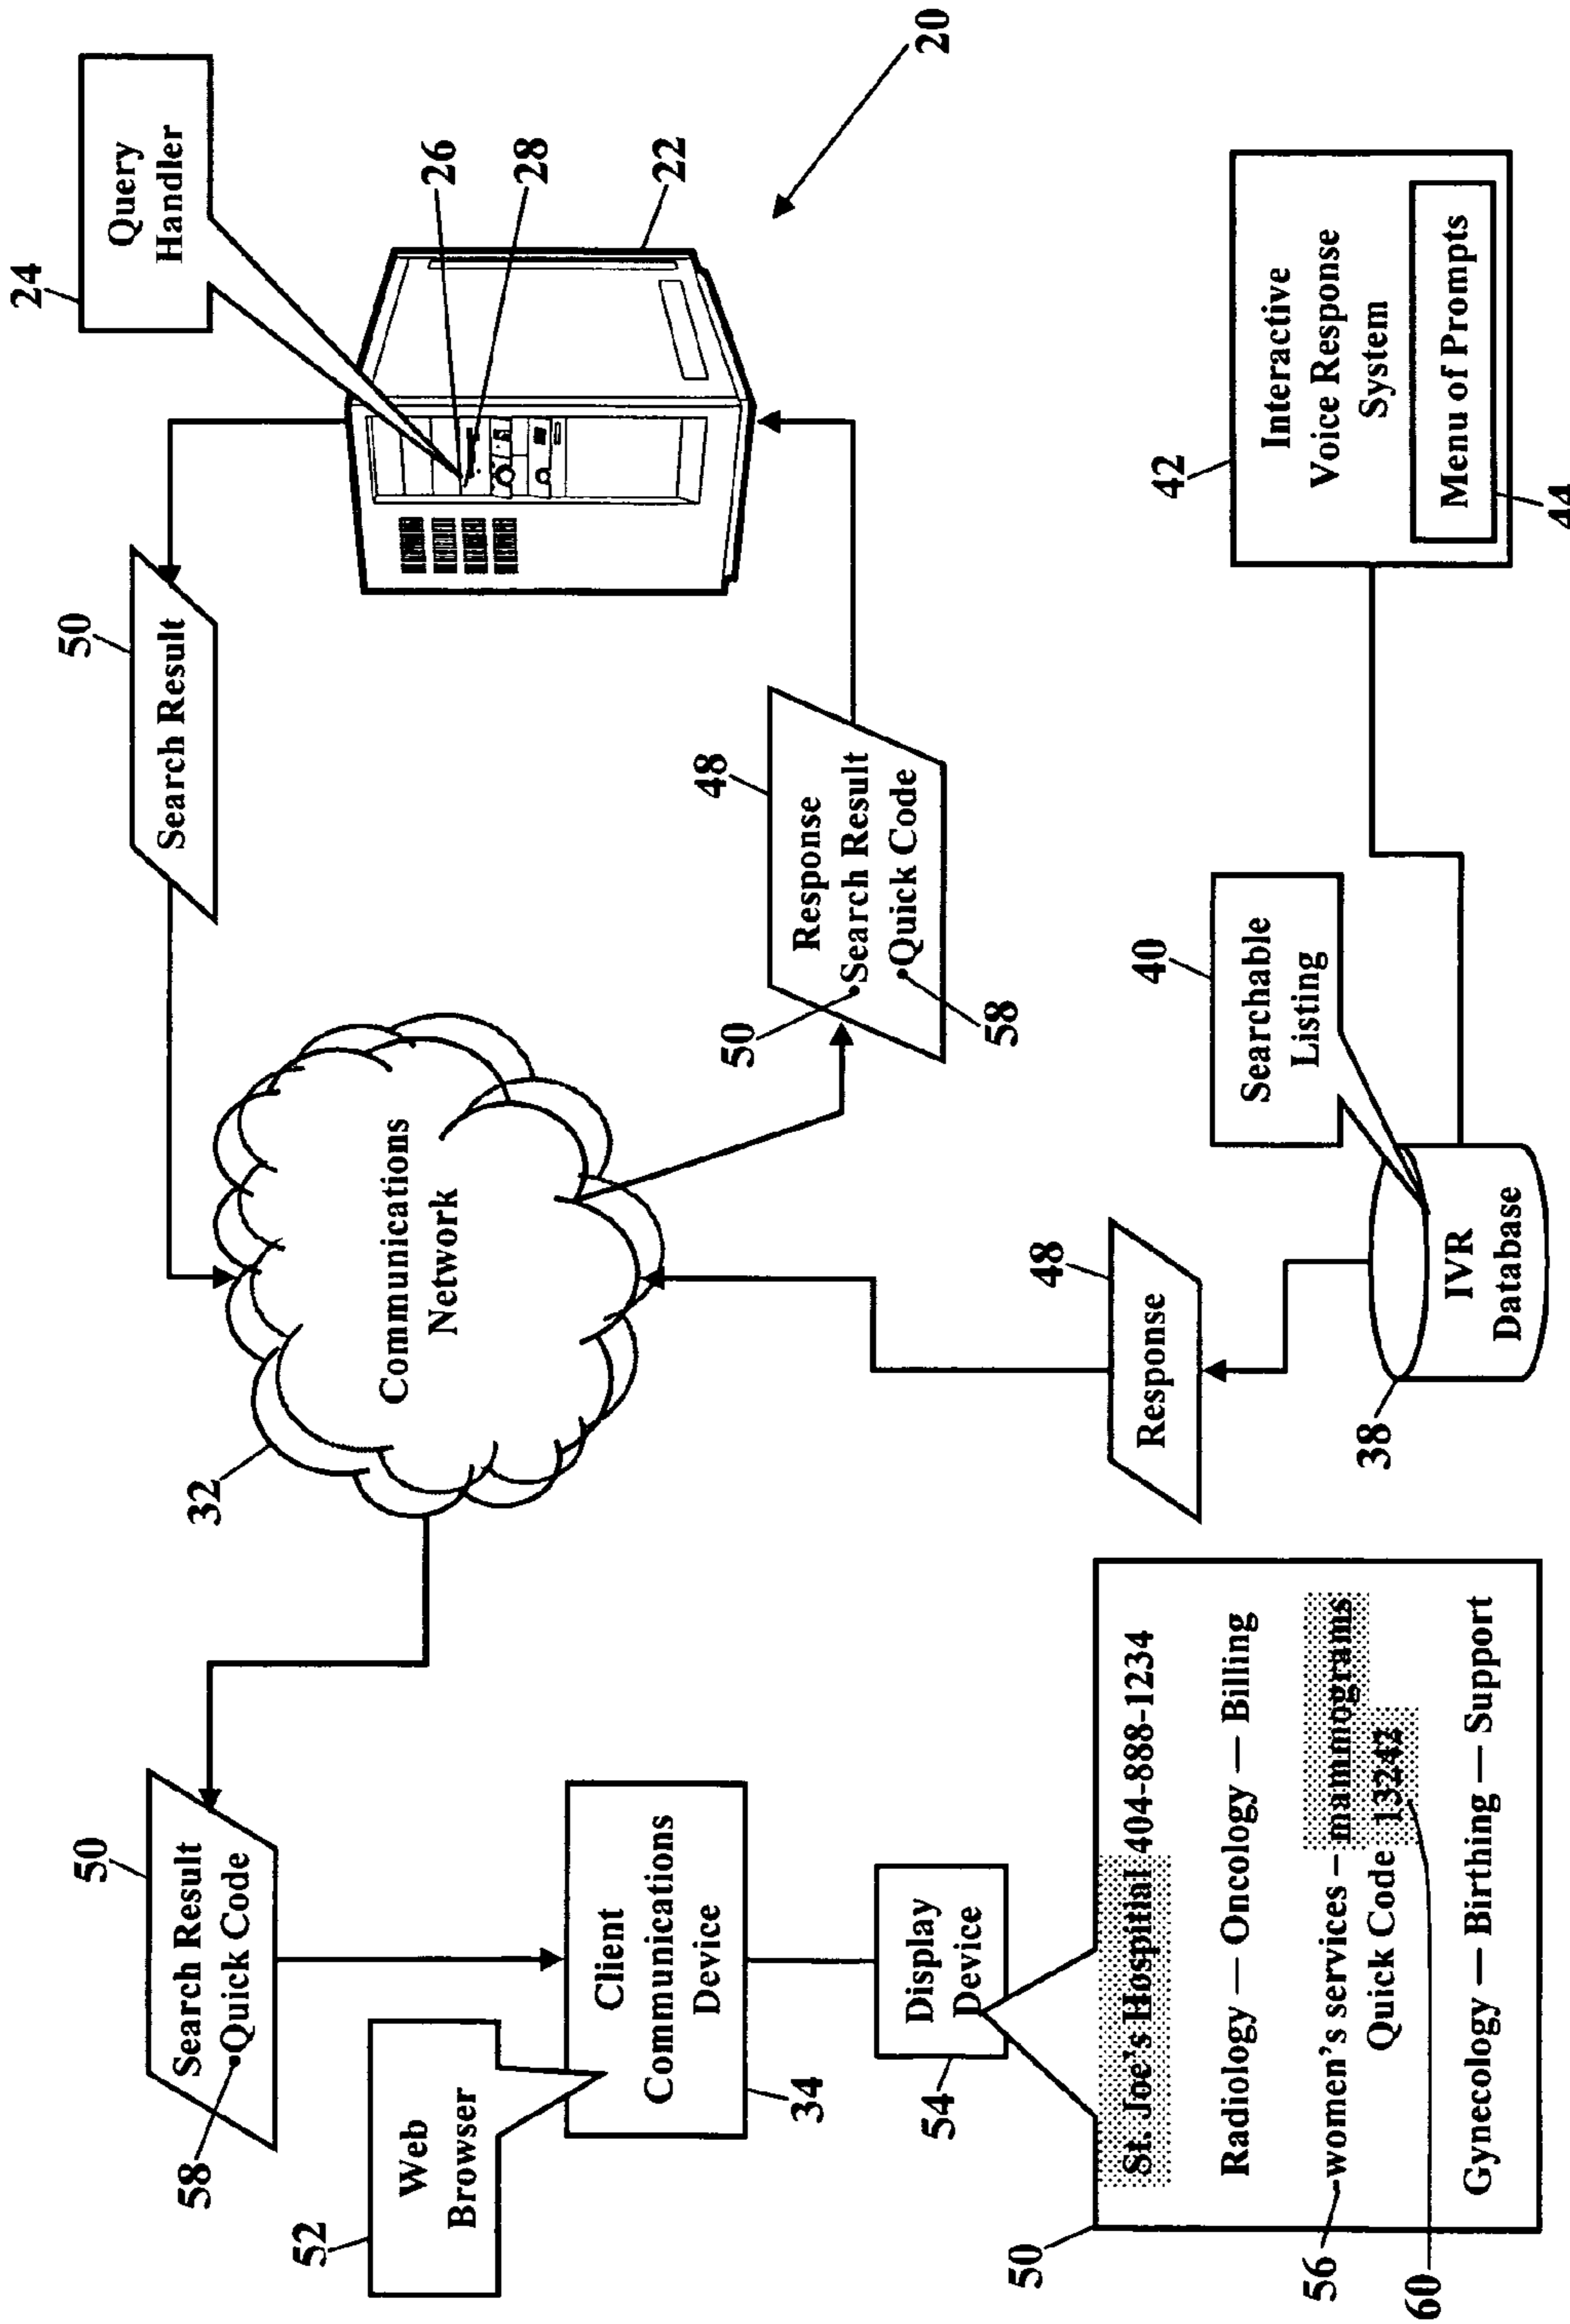 24
Query
Handler
26
28
22
20
50
Search Result
32
Communications
Network
50
Search Result
•Quick Code
58
52
Web
Browser
Client
Communications
Device
34
54
Display
Device
48
Response
•Search Result
•Quick Code
50
58
48
Response
40
Searchable
Listing
38
IVR
Database
42
Interactive
Voice Response
System
Menu of Prompts
44
50
St. Joe's Hospitial 404-888-1234
Radiology — Oncology — Billing
56
women's services – mammograms
Quick Code 13242
60
Gynecology — Birthing — Support